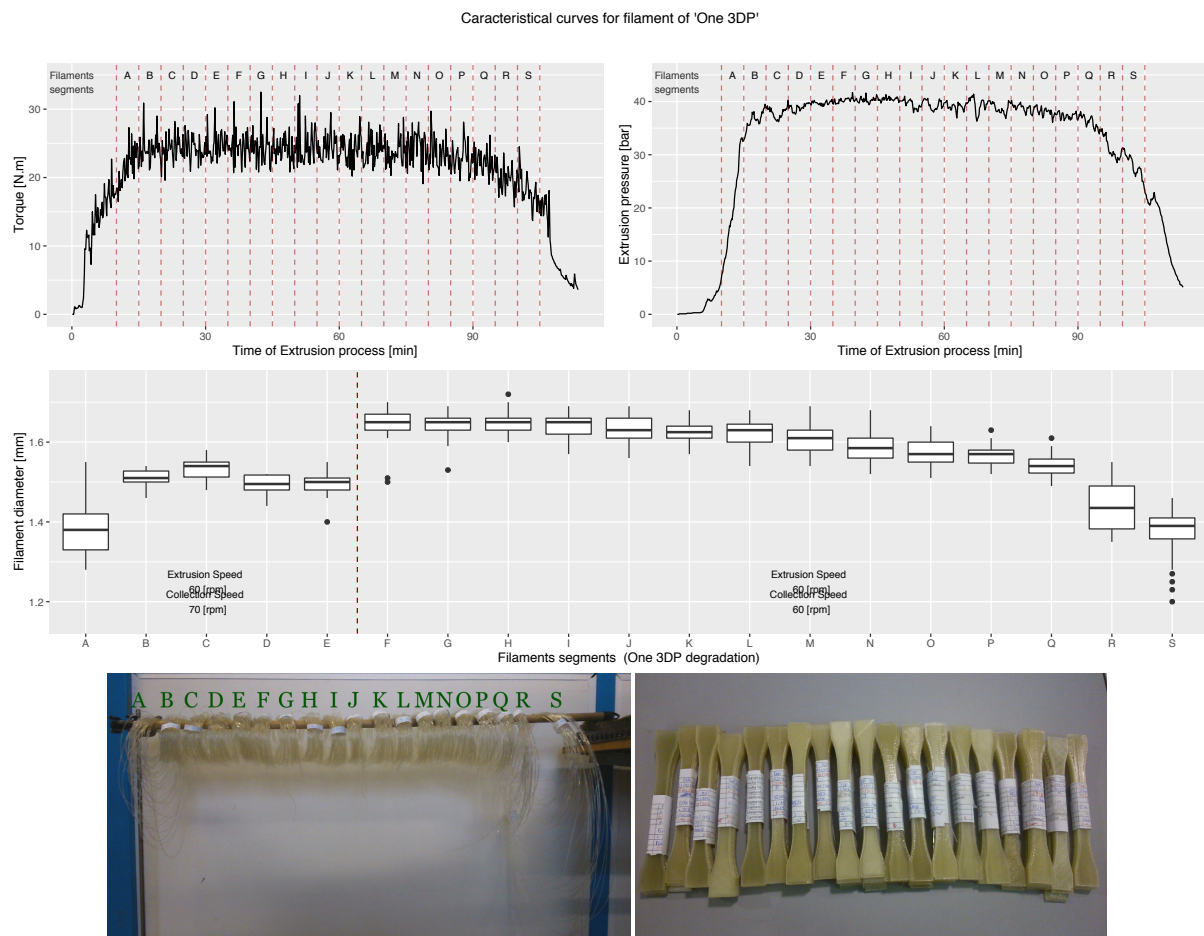 Caracteristical curves for filament of 'One 3DP'
Filaments
segments
A B C D E F G H I J K L M N O P Q R S
30
20
10
0
Torque [N.m]
0 30 60 90
Time of Extrusion process [min]
Filaments
segments
A B C D E F G H I J K L M N O P Q R S
40
30
20
10
0
Extrusion pressure [bar]
0 30 60 90
Time of Extrusion process [min]
1.6
1.4
1.2
Filament diameter [mm]
Extrusion Speed
60 [rpm]
Collection Speed
70 [rpm]
Extrusion Speed
60 [rpm]
Collection Speed
60 [rpm]
A B C D E F G H I J K L M N O P Q R S
Filaments segments (One 3DP degradation)
A B C D E F G H I J K L M N O P Q R S